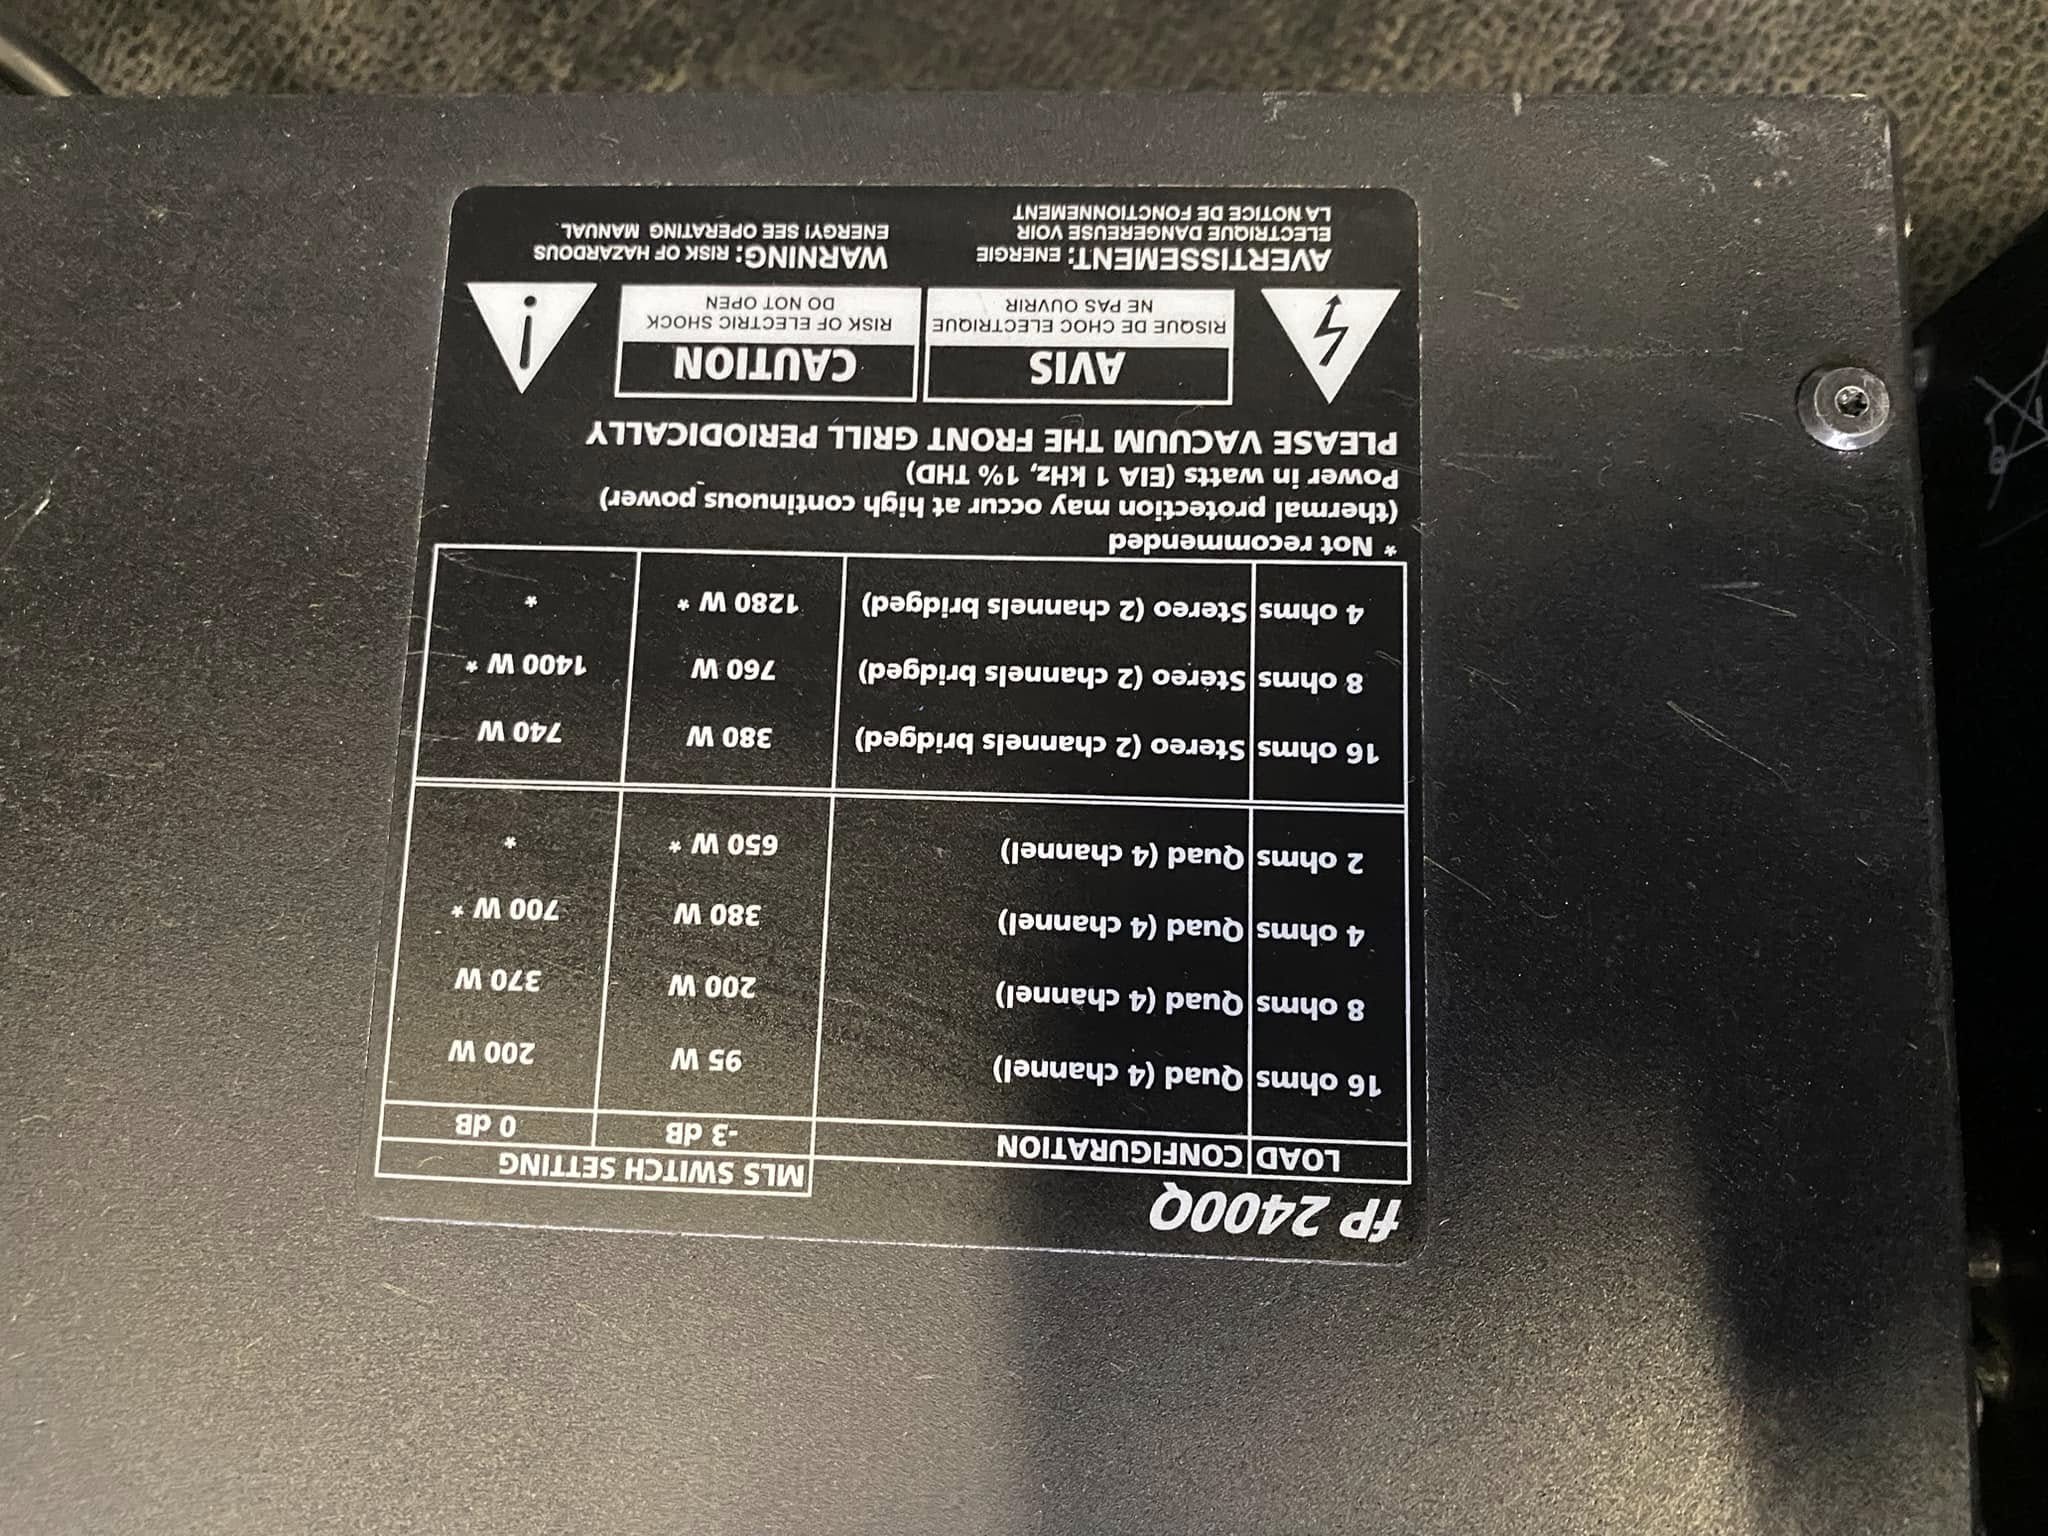 fP 2400Q
MLS SWITCH SETTING
LOAD CONFIGURATION -3 dB 0 dB
16 ohms Quad (4 channel) 95 W 200 W
8 ohms Quad (4 channel) 200 W 370 W
4 ohms Quad (4 channel) 380 W 700 W *
2 ohms Quad (4 channel) 650 W * *
16 ohms Stereo (2 channels bridged) 380 W 740 W
8 ohms Stereo (2 channels bridged) 760 W 1400 W *
4 ohms Stereo (2 channels bridged) 1280 W * *
* Not recommended
(thermal protection may occur at high continuous power)
Power in watts (EIA 1 kHz, 1% THD)
PLEASE VACUUM THE FRONT GRILL PERIODICALLY
AVIS
RISQUE DE CHOC ELECTRIQUE
NE PAS OUVRIR
CAUTION
RISK OF ELECTRIC SHOCK
DO NOT OPEN
AVERTISSEMENT: ENERGIE
ELECTRIQUE DANGEREUSE VOIR
LA NOTICE DE FONCTIONNEMENT
WARNING: RISK OF HAZARDOUS
ENERGY! SEE OPERATING MANUAL.